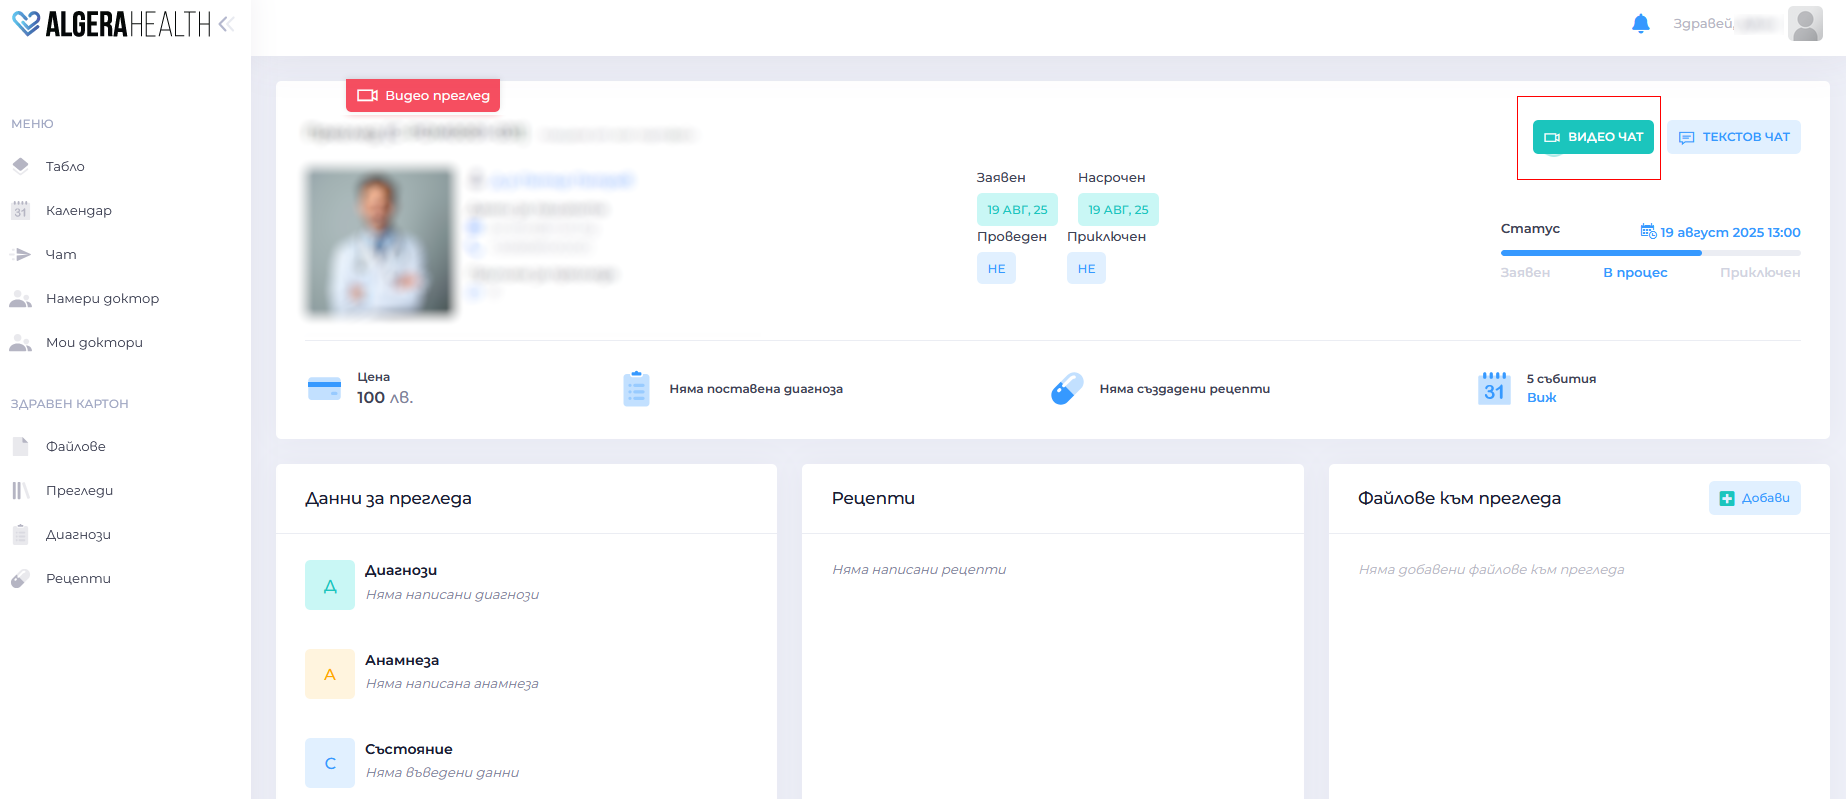 ALGERAHEALTH
Здравей,
МЕНЮ
Табло
Календар
31
Чат
Намери доктор
Мои доктори
ЗДРАВЕН КАРТОН
Файлове
Прегледи
Диагнози
Рецепти
Видео преглед
ВИДЕО ЧАТ
ТЕКСТОВ ЧАТ
Заявен
Насрочен
19 АВГ, 25
19 АВГ, 25
Проведен
Приключен
НЕ
НЕ
Статус
19 август 2025 13:00
Заявен
В процес
Приключен
Цена
100 лв.
Няма поставена диагноза
Няма създадени рецепти
31
5 събития
Виж
Данни за прегледа
Д
Диагнози
Няма написани диагнози
А
Анамнеза
Няма написана анамнеза
С
Състояние
Няма въведени данни
Рецепти
Няма написани рецепти
Файлове към прегледа
Добави
Няма добавени файлове към прегледа